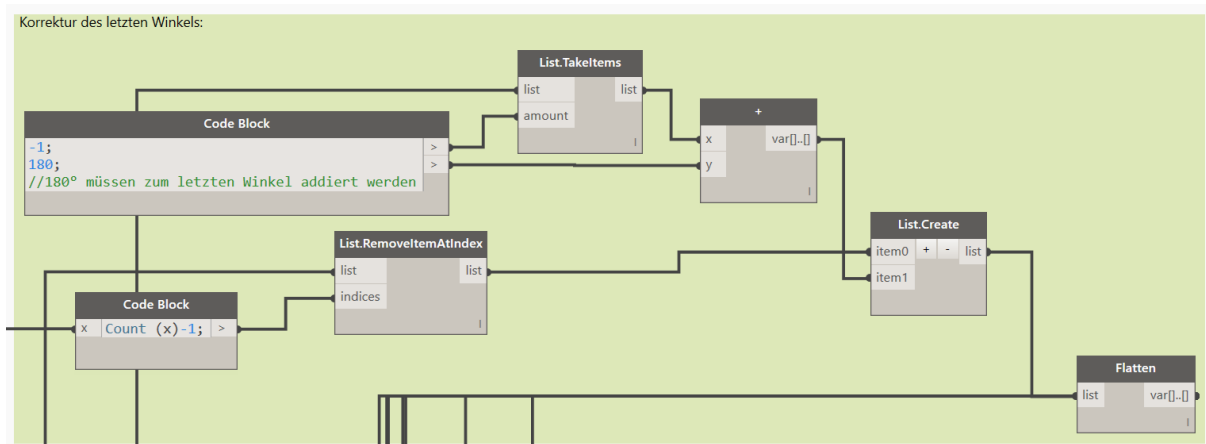 Korrektur des letzten Winkels:
List.TakeItems
list list
amount
l
+
x var[]..[]
y
l
Code Block
-1; >
180; >
//180° müssen zum letzten Winkel addiert werden
List.Create
item0 + - list
item1
l
List.RemoveItemAtIndex
list list
indices
l
Code Block
x Count (x)-1; >
Flatten
list var[]..[]
l